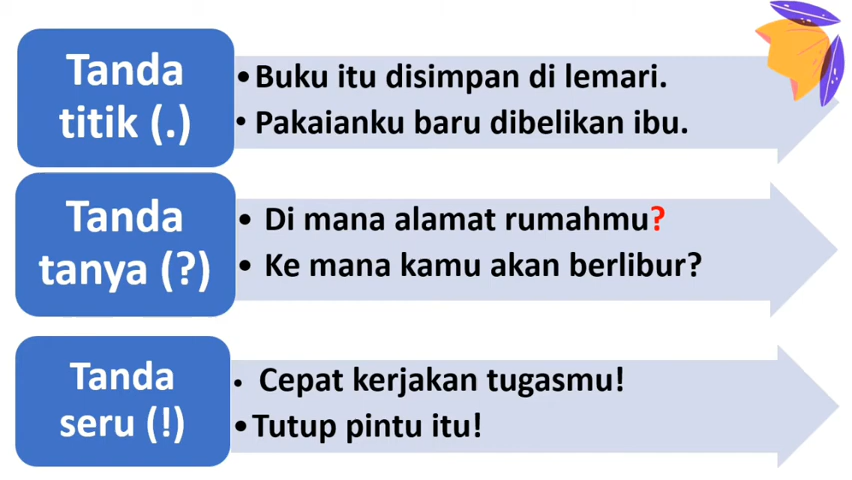 Tanda
titik (.)
•Buku itu disimpan di lemari.
• Pakaianku baru dibelikan ibu.
Tanda
tanya (?)
• Di mana alamat rumahmu?
• Ke mana kamu akan berlibur?
Tanda
seru (!)
• Cepat kerjakan tugasmu!
•Tutup pintu itu!